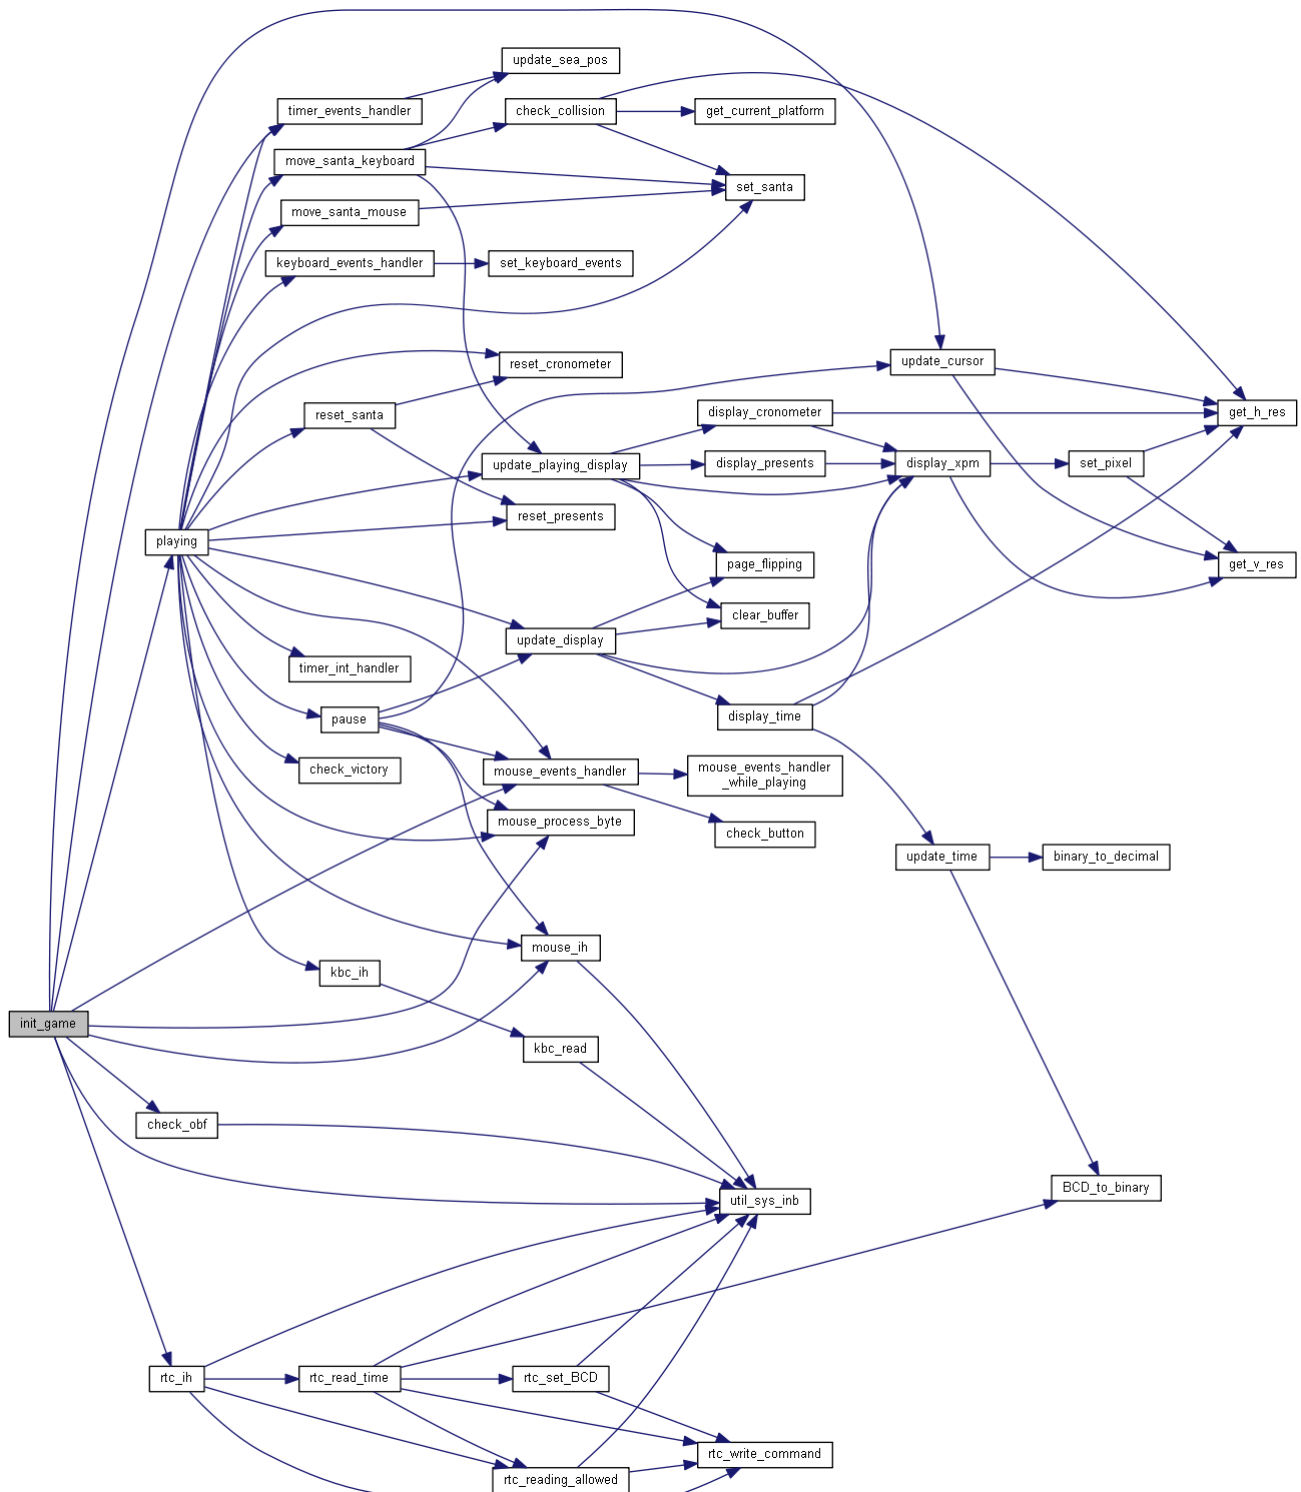 update_sea_pos
timer_events_handler
check_collision
get_current_platform
move_santa_keyboard
set_santa
move_santa_mouse
keyboard_events_handler
set_keyboard_events
update_cursor
reset_cronometer
display_cronometer
get_h_res
reset_santa
update_playing_display
display_presents
display_xpm
set_pixel
reset_presents
playing
page_flipping
get_v_res
clear_buffer
update_display
timer_int_handler
pause
display_time
check_victory
mouse_events_handler
mouse_events_handler
_while_playing
mouse_process_byte
check_button
update_time
binary_to_decimal
mouse_ih
kbc_ih
init_game
kbc_read
check_obf
BCD_to_binary
util_sys_inb
rtc_ih
rtc_read_time
rtc_set_BCD
rtc_write_command
rtc_reading_allowed